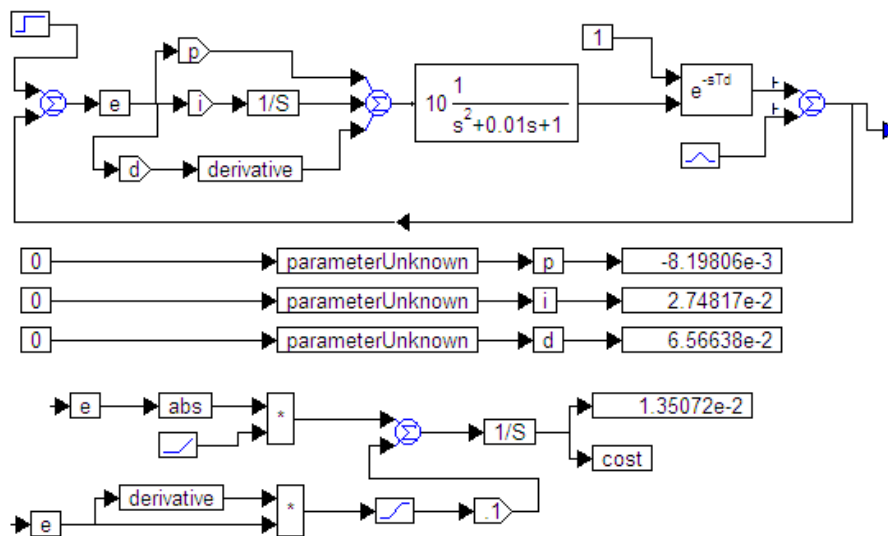 p
1
e
i
1/S
Σ
Σ
10 1
s²+0.01s+1
e^-sTd
Σ
d
derivative
0
parameterUnknown
p
-8.19806e-3
0
parameterUnknown
i
2.74817e-2
0
parameterUnknown
d
6.56638e-2
e
abs
*
Σ
1/S
1.35072e-2
cost
derivative
*
.1
e